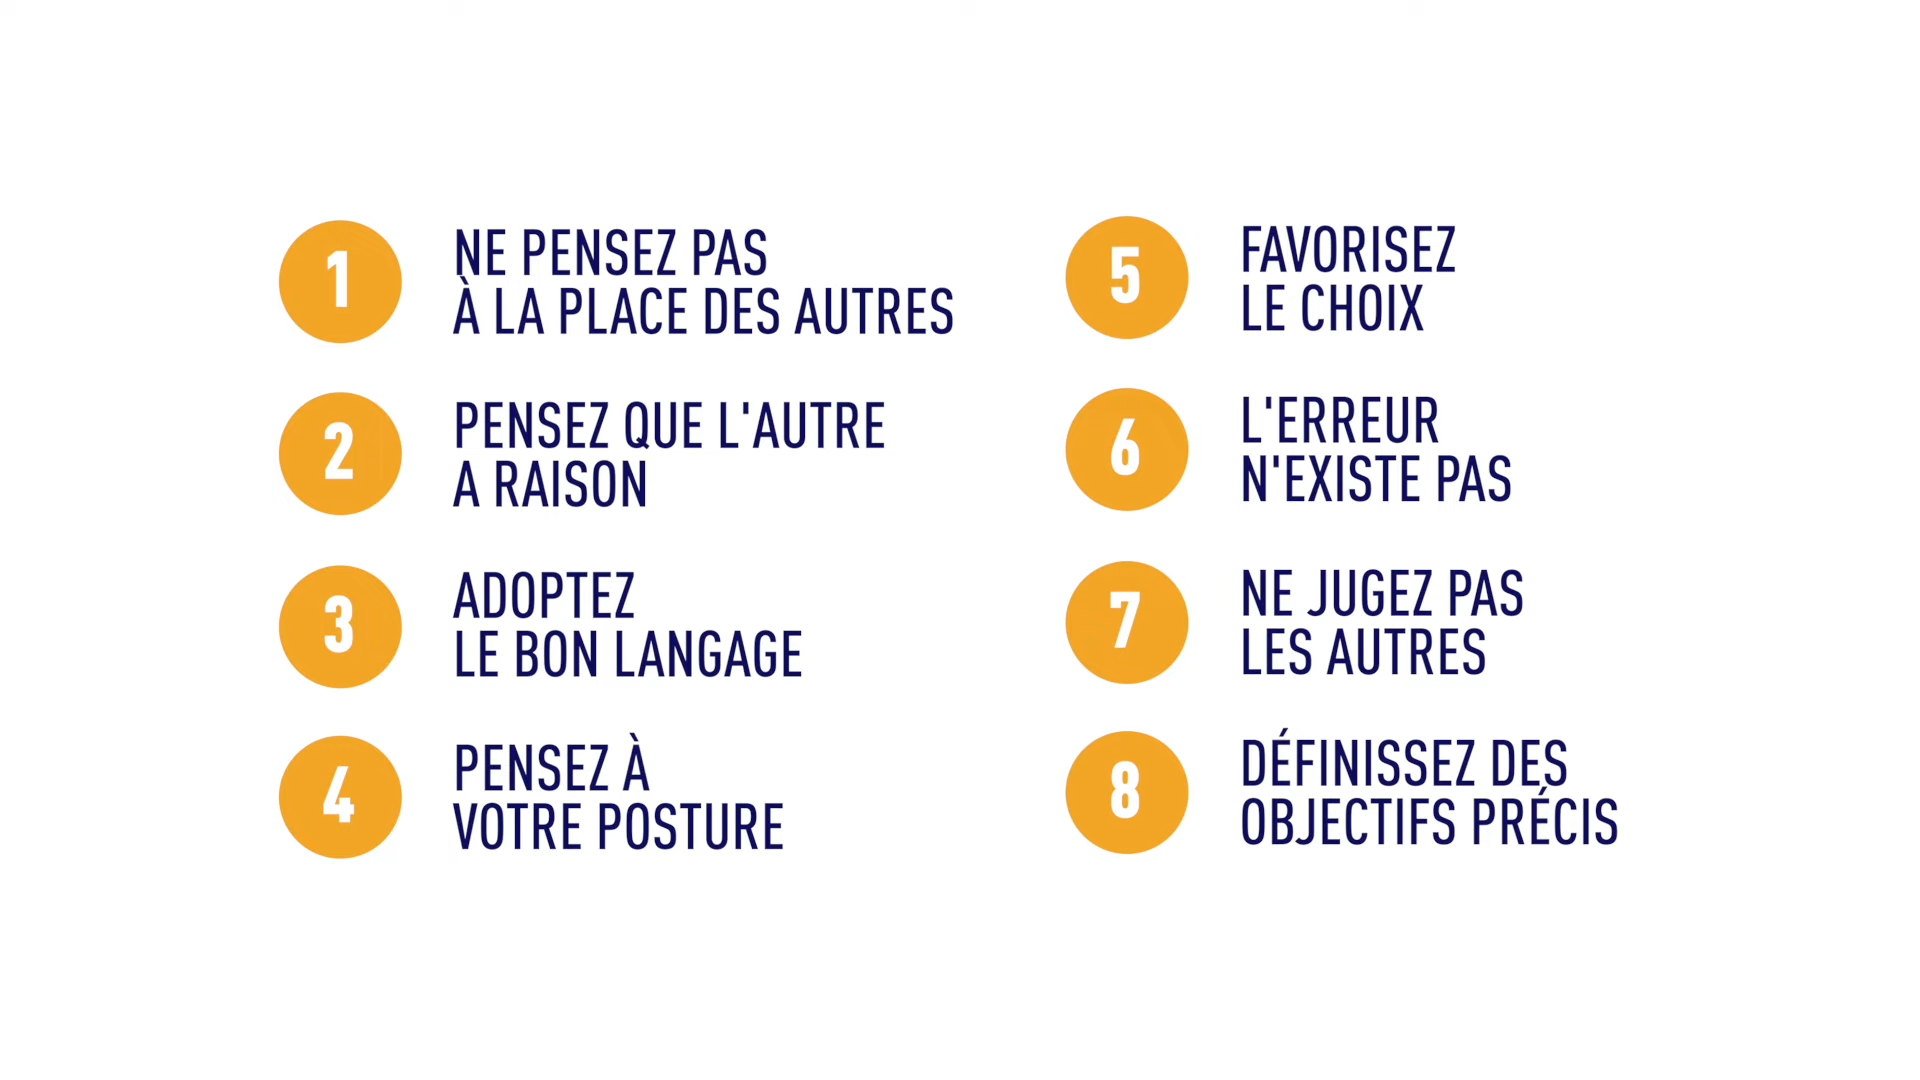 1
NE PENSEZ PAS
À LA PLACE DES AUTRES
2
PENSEZ QUE L'AUTRE
A RAISON
3
ADOPTEZ
LE BON LANGAGE
4
PENSEZ À
VOTRE POSTURE
5
FAVORISEZ
LE CHOIX
6
L'ERREUR
N'EXISTE PAS
7
NE JUGEZ PAS
LES AUTRES
8
DÉFINISSEZ DES
OBJECTIFS PRÉCIS